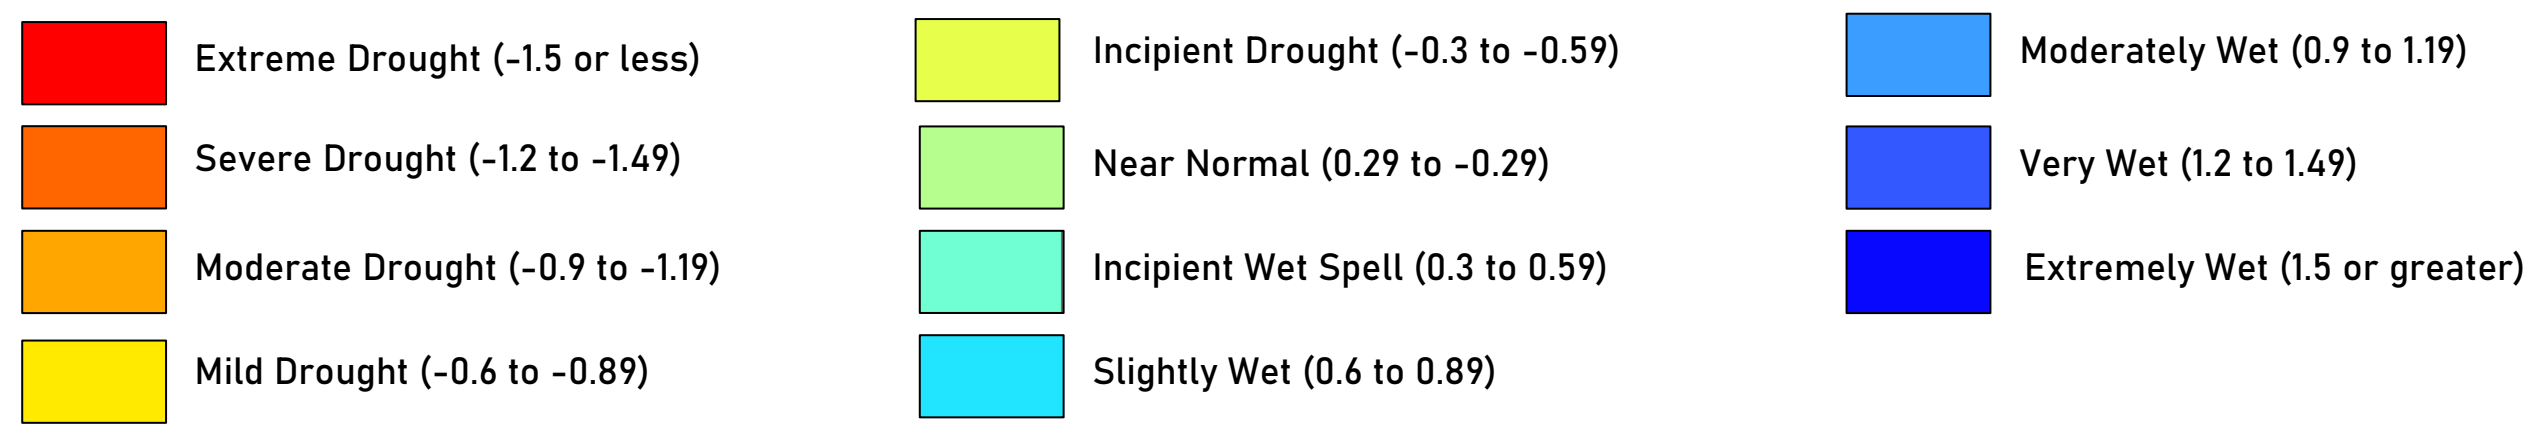 Extreme Drought (-1.5 or less)
Severe Drought (-1.2 to -1.49)
Moderate Drought (-0.9 to -1.19)
Mild Drought (-0.6 to -0.89)
Incipient Drought (-0.3 to -0.59)
Near Normal (0.29 to -0.29)
Incipient Wet Spell (0.3 to 0.59)
Slightly Wet (0.6 to 0.89)
Moderately Wet (0.9 to 1.19)
Very Wet (1.2 to 1.49)
Extremely Wet (1.5 or greater)